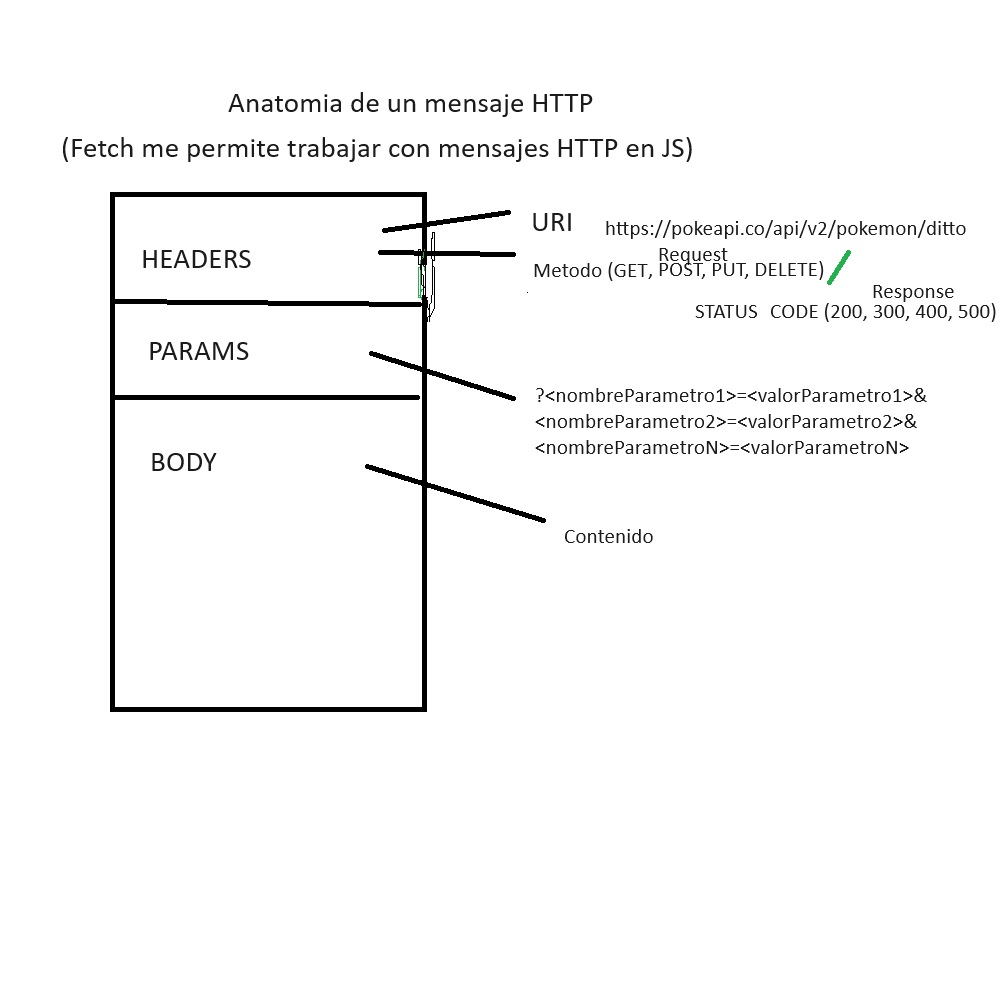 Anatomia de un mensaje HTTP
(Fetch me permite trabajar con mensajes HTTP en JS)
HEADERS
URI
https://pokeapi.co/api/v2/pokemon/ditto
Request
Metodo (GET, POST, PUT, DELETE)
Response
STATUS CODE (200, 300, 400, 500)
PARAMS
?<nombreParametro1>=<valorParametro1>&
<nombreParametro2>=<valorParametro2>&
<nombreParametroN>=<valorParametroN>
BODY
Contenido